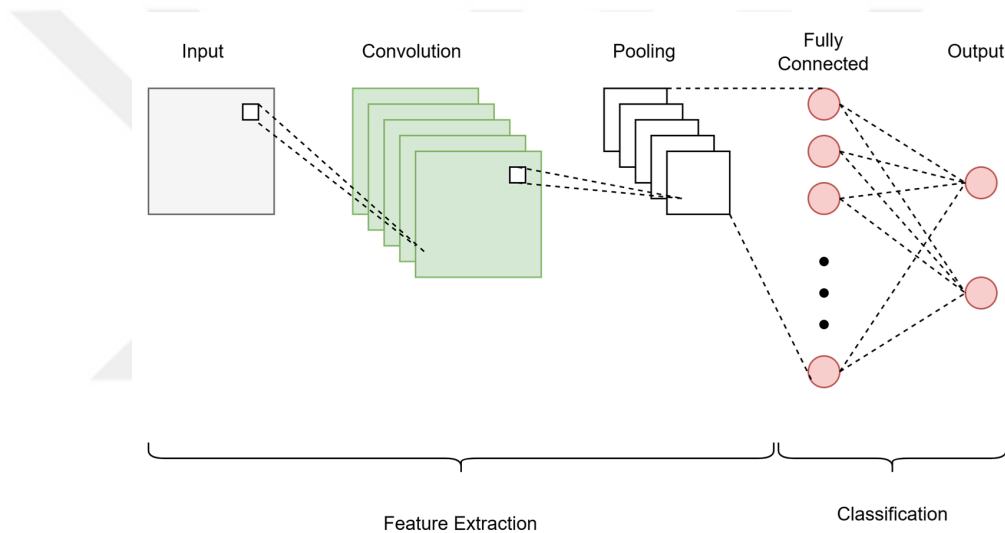 Input
Convolution
Pooling
Fully
Connected
Output
Feature Extraction
Classification